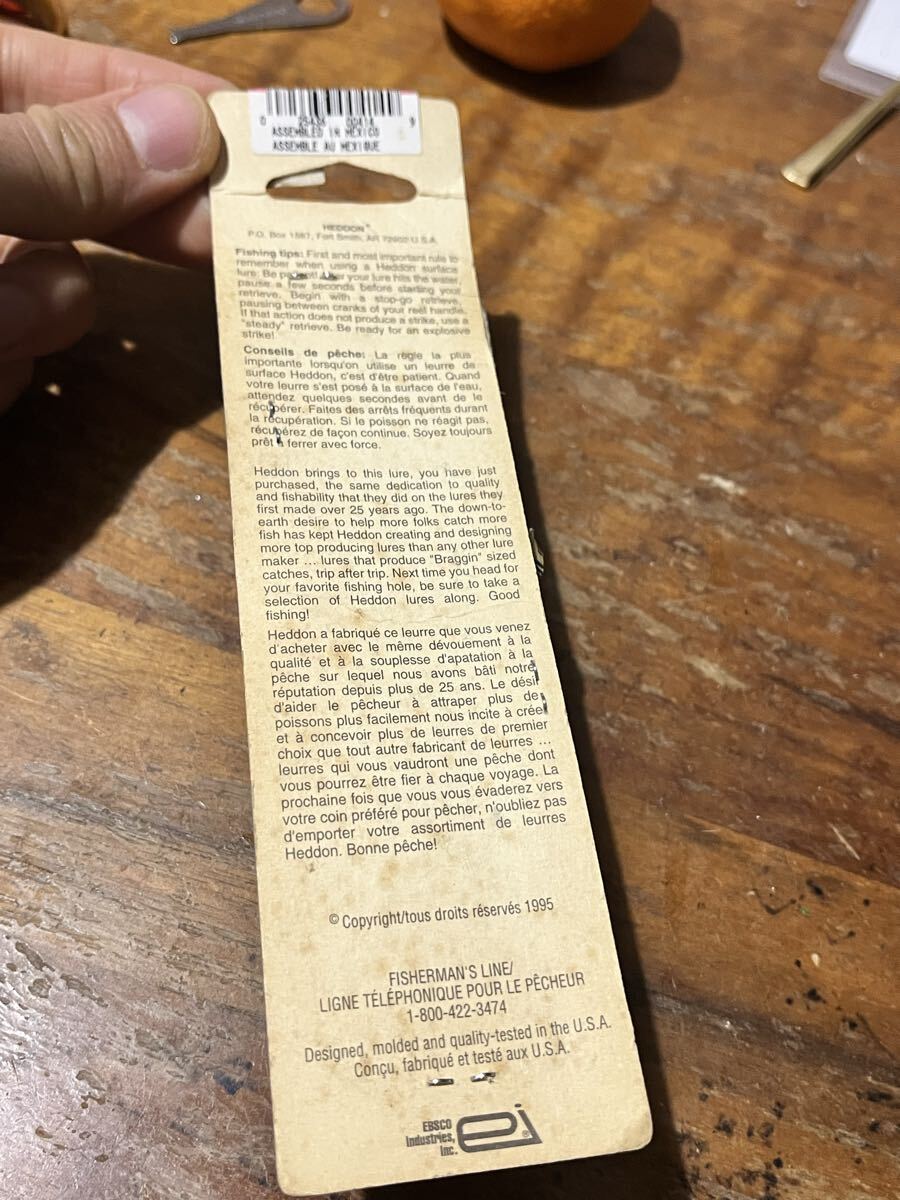 0 25436 00414 9
ASSEMBLED IN MEXICO
ASSEMBLE AU MEXIQUE
HEDDON
P.O. Box 1587, Fort Smith, AR 72902 U.S.A.
Fishing tips: First and most important rule to
remember when using a Heddon surface
lure: Be patient! After your lure hits the water,
pause a few seconds before starting your
retrieve. Begin with a stop-go retrieve,
pausing between cranks of your reel handle.
If that action does not produce a strike, use a
"steady" retrieve. Be ready for an explosive
strike!
Conseils de pêche: La règle la plus
importante lorsqu'on utilise un leurre de
surface Heddon, c'est d'être patient. Quand
votre leurre s'est posé à la surface de l'eau,
attendez quelques secondes avant de le
récupérer. Faites des arrêts fréquents durant
la récupération. Si le poisson ne réagit pas,
récupérez de façon continue. Soyez toujours
prêt à ferrer avec force.
Heddon brings to this lure, you have just
purchased, the same dedication to quality
and fishability that they did on the lures they
first made over 25 years ago. The down-to-
earth desire to help more folks catch more
fish has kept Heddon creating and designing
more top producing lures than any other lure
maker ... lures that produce "Braggin" sized
catches, trip after trip. Next time you head for
your favorite fishing hole, be sure to take a
selection of Heddon lures along. Good
fishing!
Heddon a fabriqué ce leurre que vous venez
d'acheter avec le même dévouement à la
qualité et à la souplesse d'apatation à la
pêche sur lequel nous avons bâti notre
réputation depuis plus de 25 ans. Le désir
d'aider le pêcheur à attraper plus de
poissons plus facilement nous incite à créer
et à concevoir plus de leurres de premier
choix que tout autre fabricant de leurres ...
leurres qui vous vaudront une pêche dont
vous pourrez être fier à chaque voyage. La
prochaine fois que vous vous évaderez vers
votre coin préféré pour pêcher, n'oubliez pas
d'emporter votre assortiment de leurres
Heddon. Bonne pêche!
© Copyright/tous droits réservés 1995
FISHERMAN'S LINE/
LIGNE TÉLÉPHONIQUE POUR LE PÊCHEUR
1-800-422-3474
Designed, molded and quality-tested in the U.S.A.
Conçu, fabriqué et testé aux U.S.A.
EBSCO
Industries,
Inc.
ei